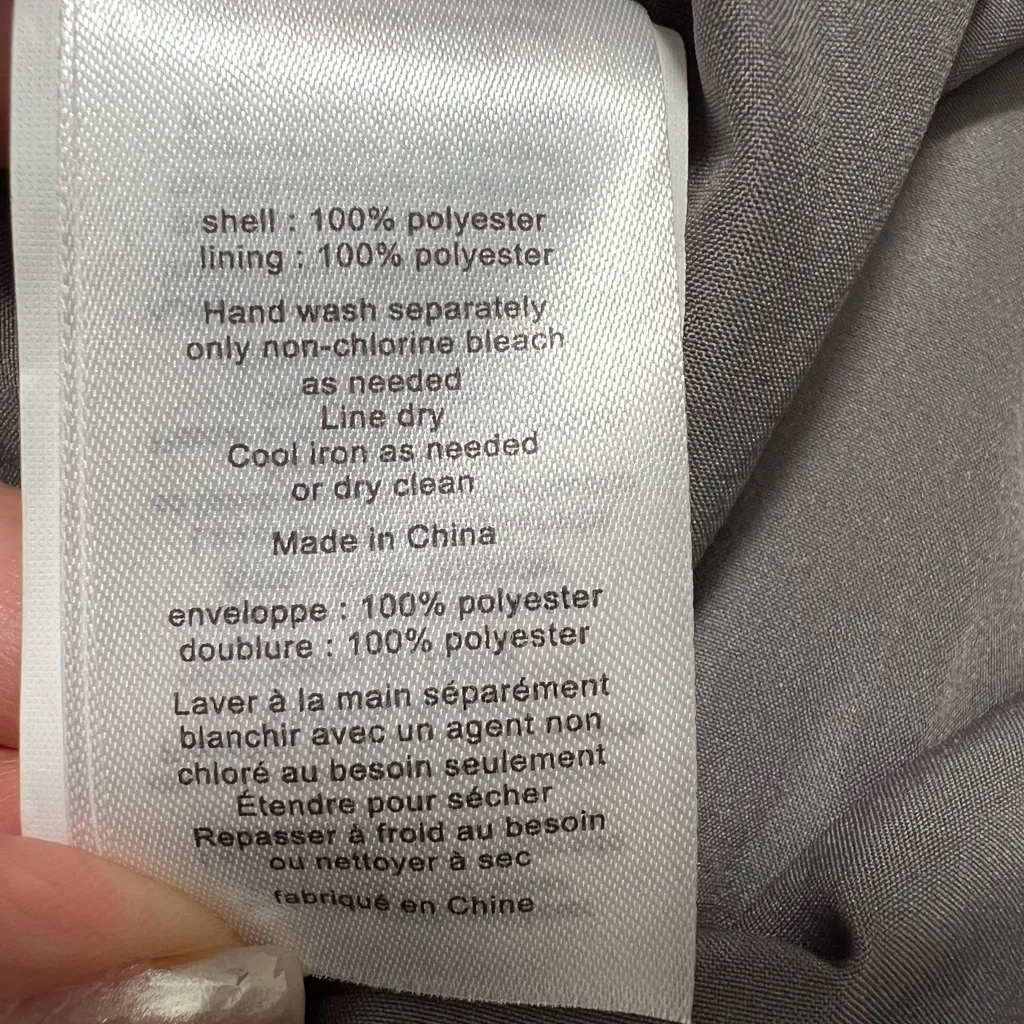 shell : 100% polyester
lining : 100% polyester
Hand wash separately
only non-chlorine bleach
as needed
Line dry
Cool iron as needed
or dry clean
Made in China
enveloppe : 100% polyester
doublure : 100% polyester
Laver à la main séparément
blanchir avec un agent non
chloré au besoin seulement
Étendre pour sécher
Repasser à froid au besoin
ou nettoyer à sec
fabriqué en Chine